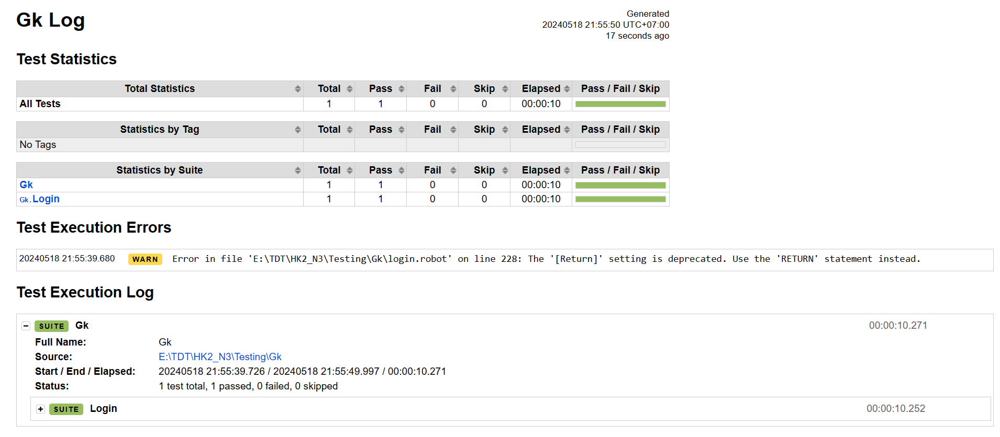 Gk Log
Generated
20240518 21:55:50 UTC+07:00
17 seconds ago
Test Statistics
Total Statistics Total Pass Fail Skip Elapsed Pass / Fail / Skip
All Tests 1 1 0 0 00:00:10
Statistics by Tag Total Pass Fail Skip Elapsed Pass / Fail / Skip
No Tags
Statistics by Suite Total Pass Fail Skip Elapsed Pass / Fail / Skip
Gk 1 1 0 0 00:00:10
Gk.Login 1 1 0 0 00:00:10
Test Execution Errors
20240518 21:55:39.680 WARN Error in file 'E:\TDT\HK2_N3\Testing\Gk\login.robot' on line 228: The '[Return]' setting is deprecated. Use the 'RETURN' statement instead.
Test Execution Log
SUITE Gk 00:00:10.271
Full Name: Gk
Source: E:\TDT\HK2_N3\Testing\Gk
Start / End / Elapsed: 20240518 21:55:39.726 / 20240518 21:55:49.997 / 00:00:10.271
Status: 1 test total, 1 passed, 0 failed, 0 skipped
SUITE Login 00:00:10.252